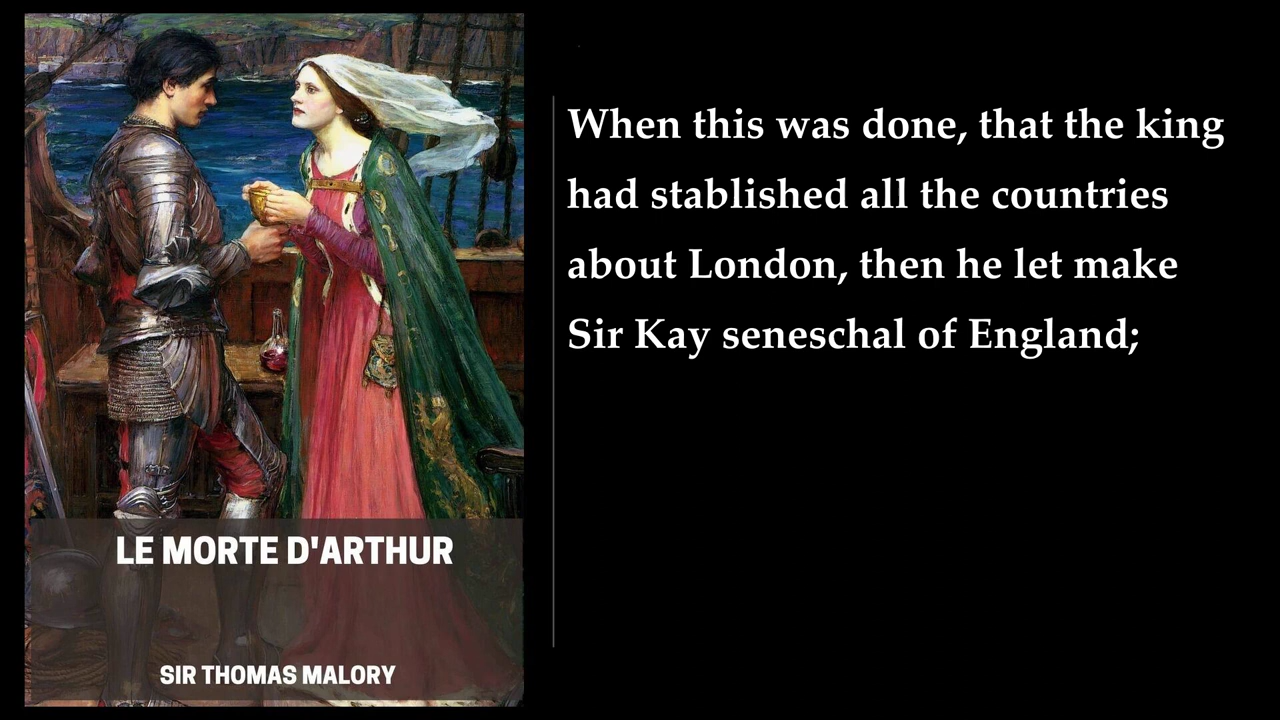 LE MORTE D'ARTHUR
SIR THOMAS MALORY
When this was done, that the king
had stablished all the countries
about London, then he let make
Sir Kay seneschal of England;